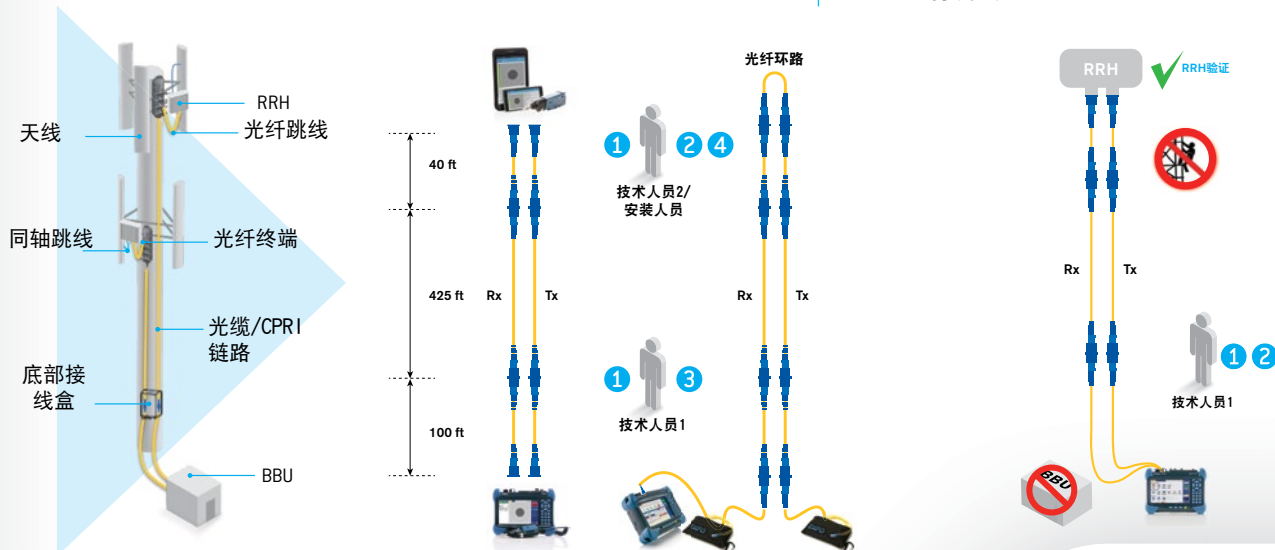 RRH
光纤跳线
天线
同轴跳线
光纤终端
光缆/CPRI
链路
底部接
线盒
BBU
40 ft
425 ft
100 ft
Rx
Tx
1
2
4
技术人员2/
安装人员
1
3
技术人员1
光纤环路
Rx
Tx
RRH
RRH验证
Rx
Tx
1
2
技术人员1
BBU